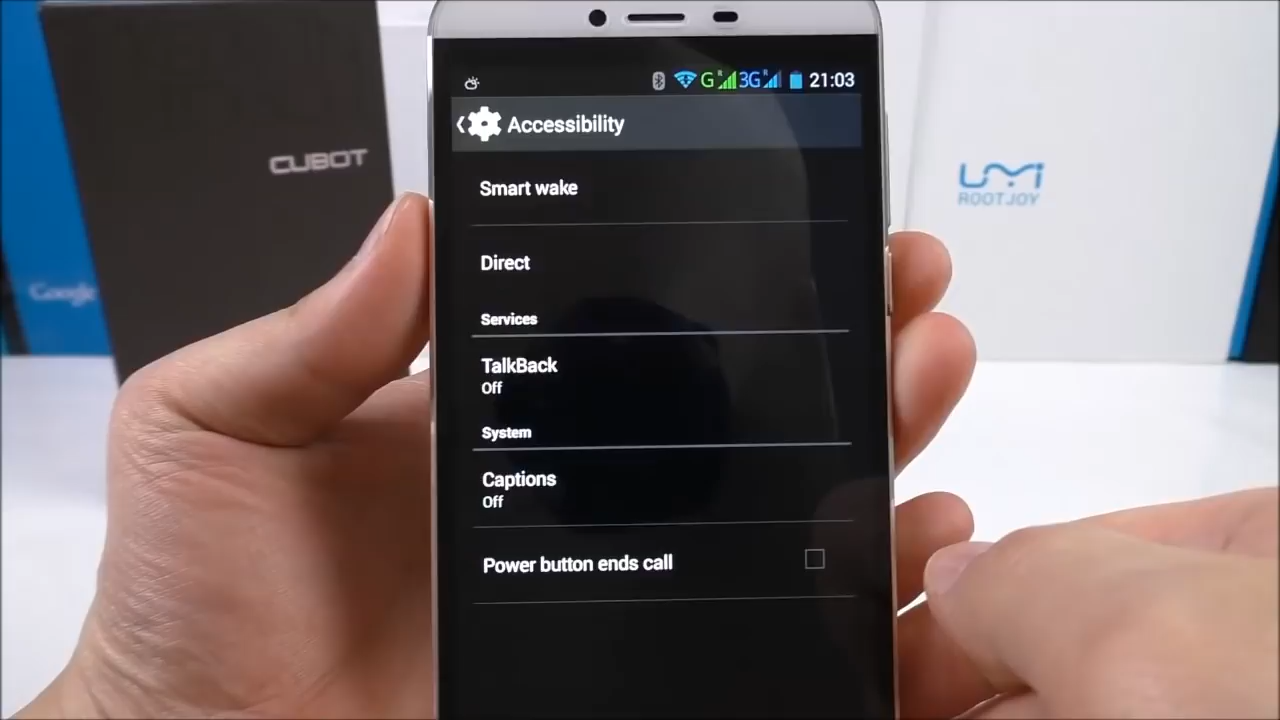 G R 3G R 21:03
Accessibility
CUBOT
UMI
ROOTJOY
Smart wake
Direct
Google
Services
TalkBack
Off
System
Captions
Off
Power button ends call